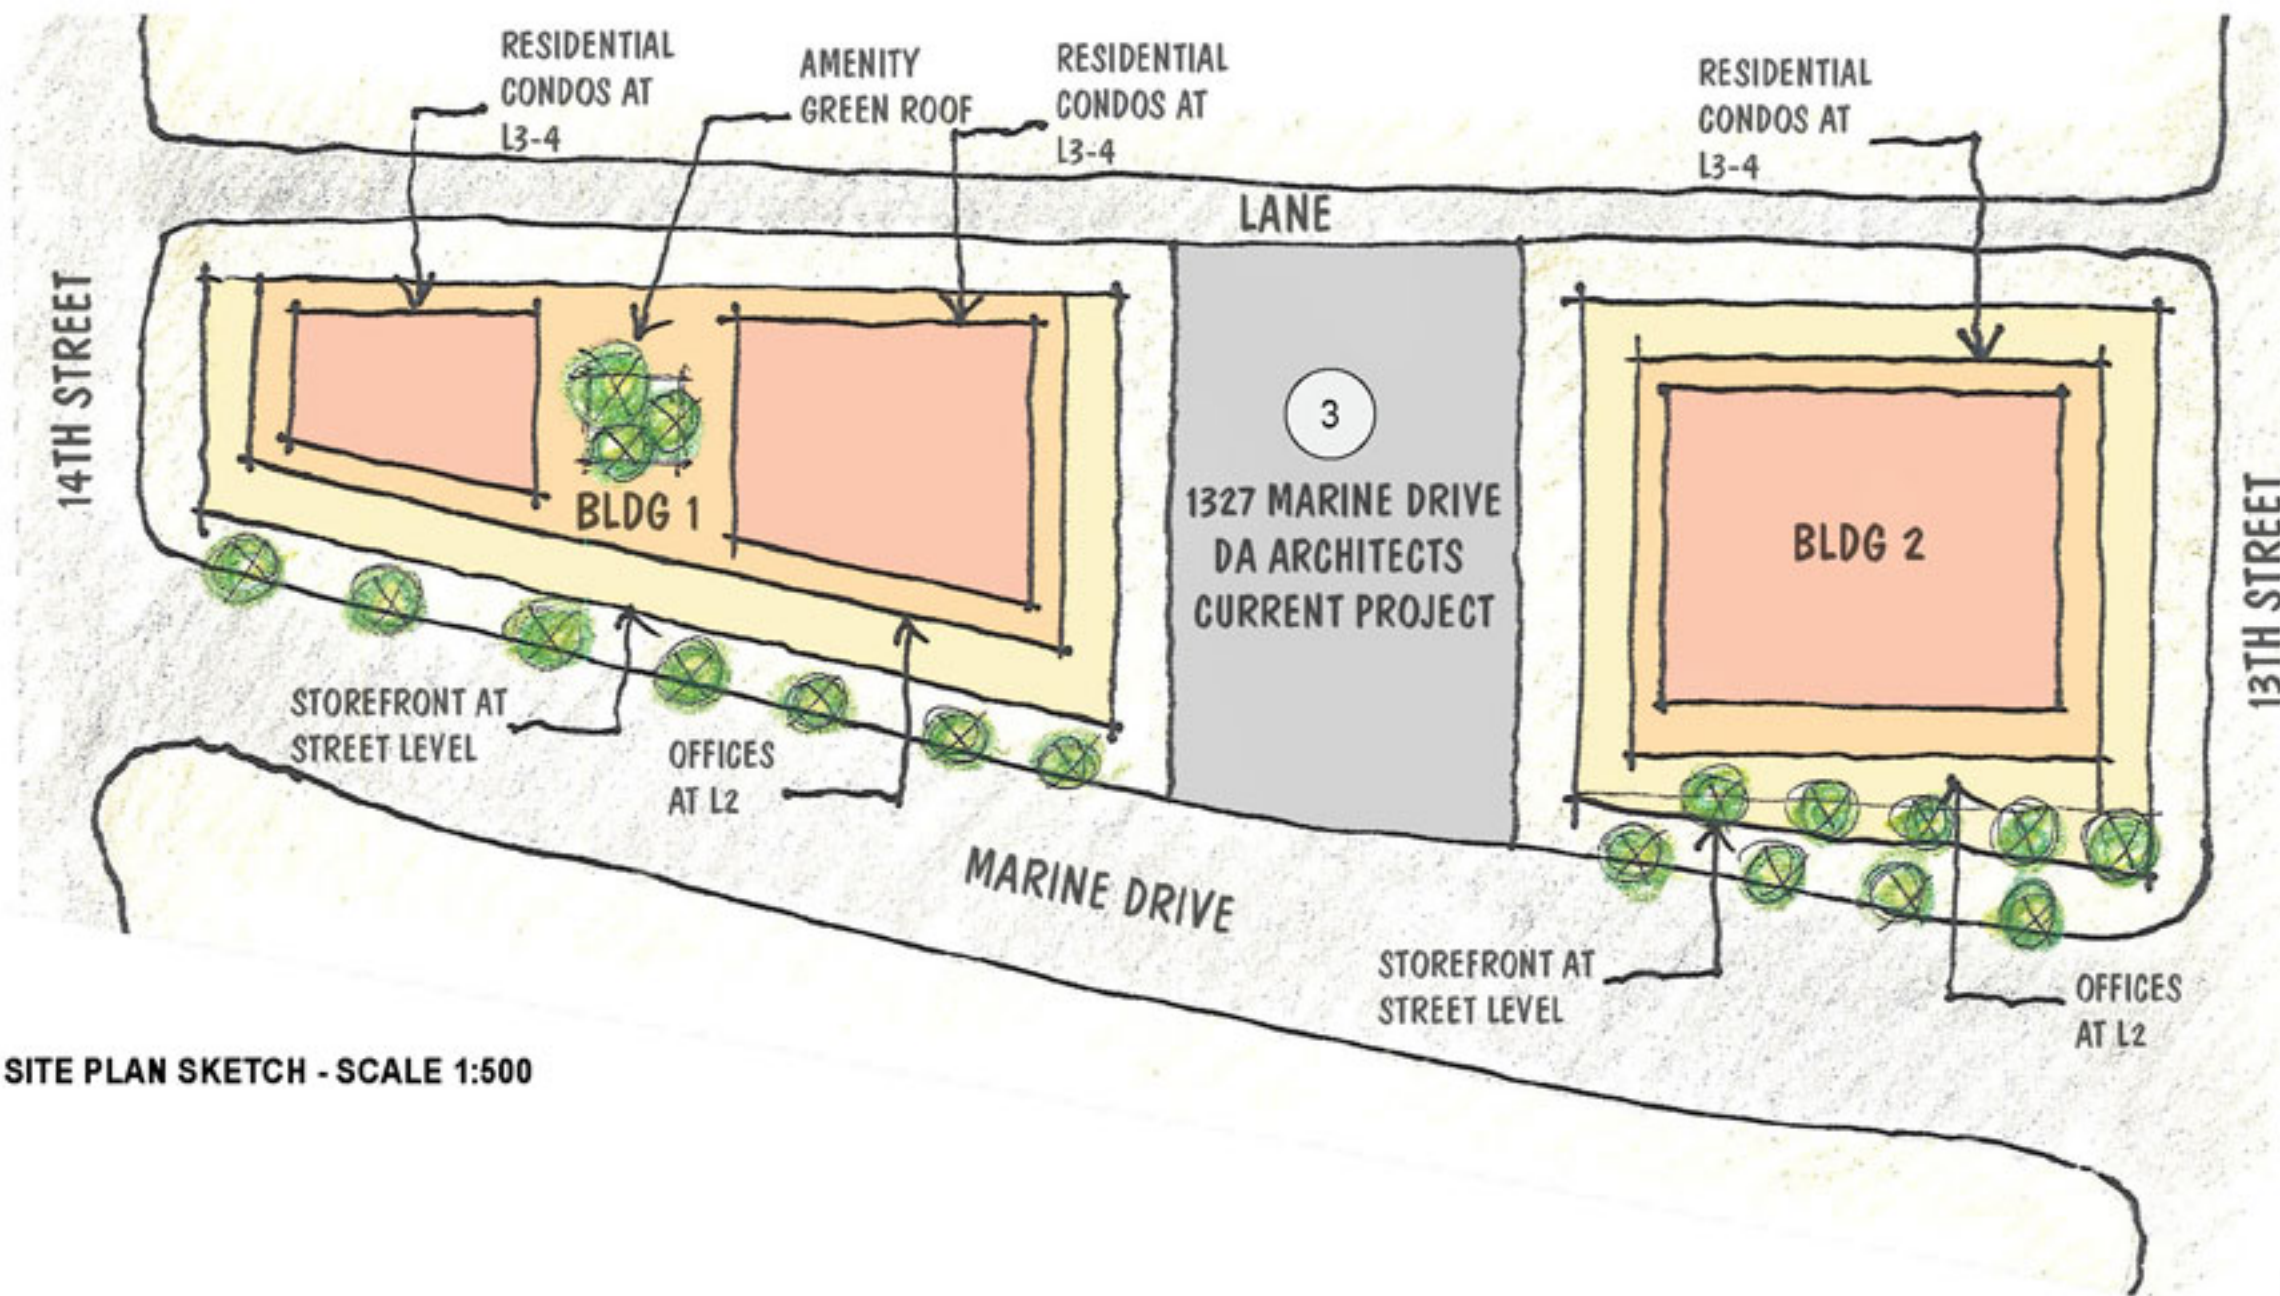 RESIDENTIAL
CONDOS AT
L3-4
AMENITY
GREEN ROOF
RESIDENTIAL
CONDOS AT
L3-4
RESIDENTIAL
CONDOS AT
L3-4
LANE
14TH STREET
3
1327 MARINE DRIVE
DA ARCHITECTS
CURRENT PROJECT
BLDG 1
BLDG 2
13TH STREET
STOREFRONT AT
STREET LEVEL
OFFICES
AT L2
MARINE DRIVE
STOREFRONT AT
STREET LEVEL
OFFICES
AT L2
SITE PLAN SKETCH - SCALE 1:500